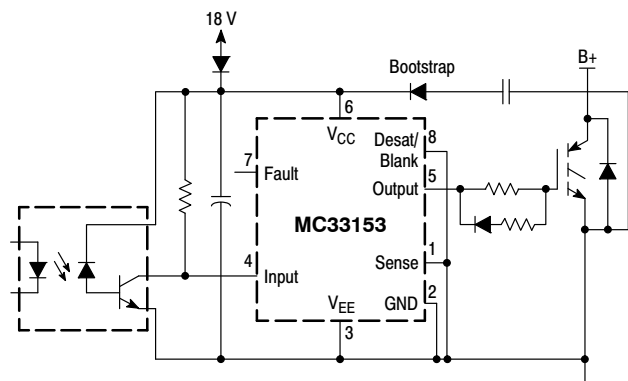 18 V
Bootstrap
B+
6
VCC
Desat/
Blank
8
7
Fault
5
Output
MC33153
4
Input
1
Sense
2
GND
VEE
3